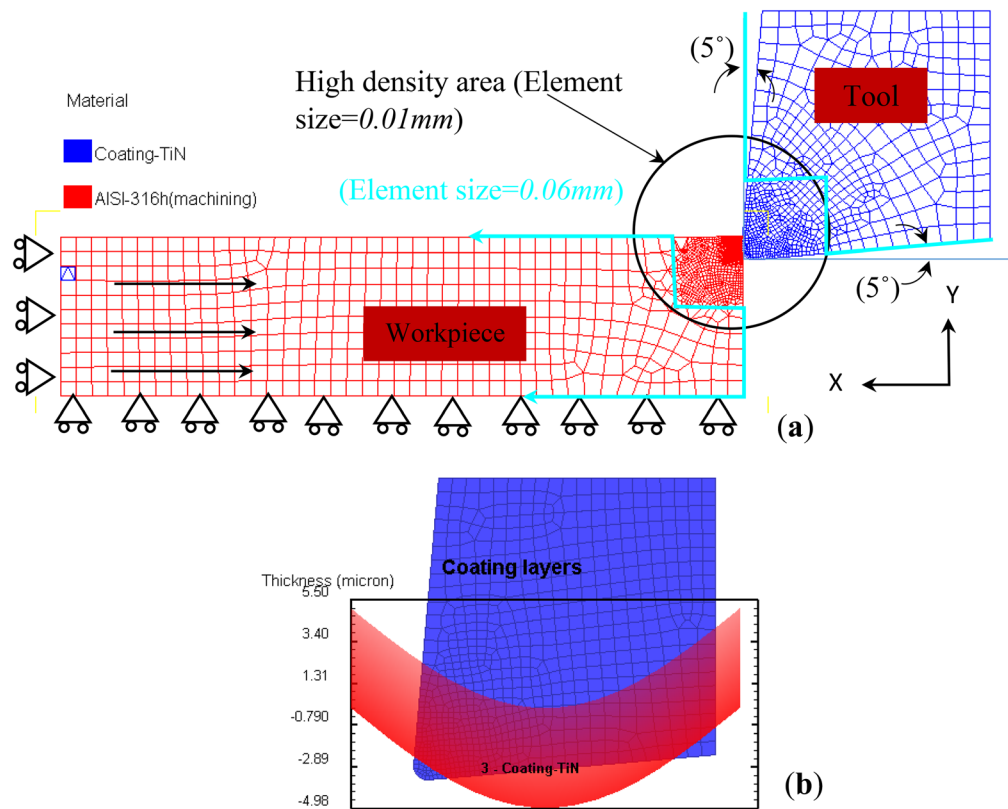 High density area (Element
size=0.01mm)
(5˚)
Tool
Material
Coating-TiN
AISI-316h(machining)
(Element size=0.06mm)
(5˚)
Workpiece
Y
X
(a)
Coating layers
Thickness (micron)
5.50
3.40
1.31
-0.790
-2.89
-4.98
3 - Coating-TiN
(b)